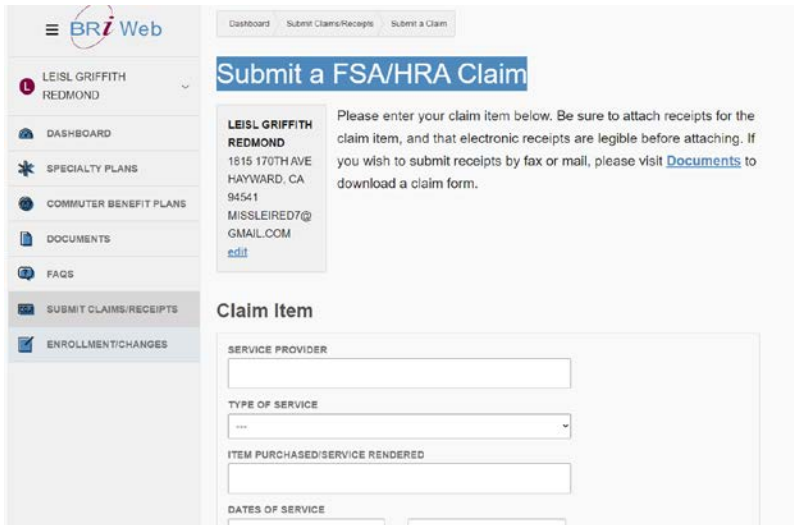 BRi Web
LEISL GRIFFITH
REDMOND
DASHBOARD
SPECIALTY PLANS
COMMUTER BENEFIT PLANS
DOCUMENTS
FAQS
SUBMIT CLAIMS/RECEIPTS
ENROLLMENT/CHANGES
Dashboard Submit Claims/Receipts Submit a Claim
Submit a FSA/HRA Claim
LEISL GRIFFITH
REDMOND
1815 170TH AVE
HAYWARD, CA
94541
MISSLEIRED7@
GMAIL.COM
edit
Please enter your claim item below. Be sure to attach receipts for the
claim item, and that electronic receipts are legible before attaching. If
you wish to submit receipts by fax or mail, please visit Documents to
download a claim form.
Claim Item
SERVICE PROVIDER
TYPE OF SERVICE
---
ITEM PURCHASED/SERVICE RENDERED
DATES OF SERVICE